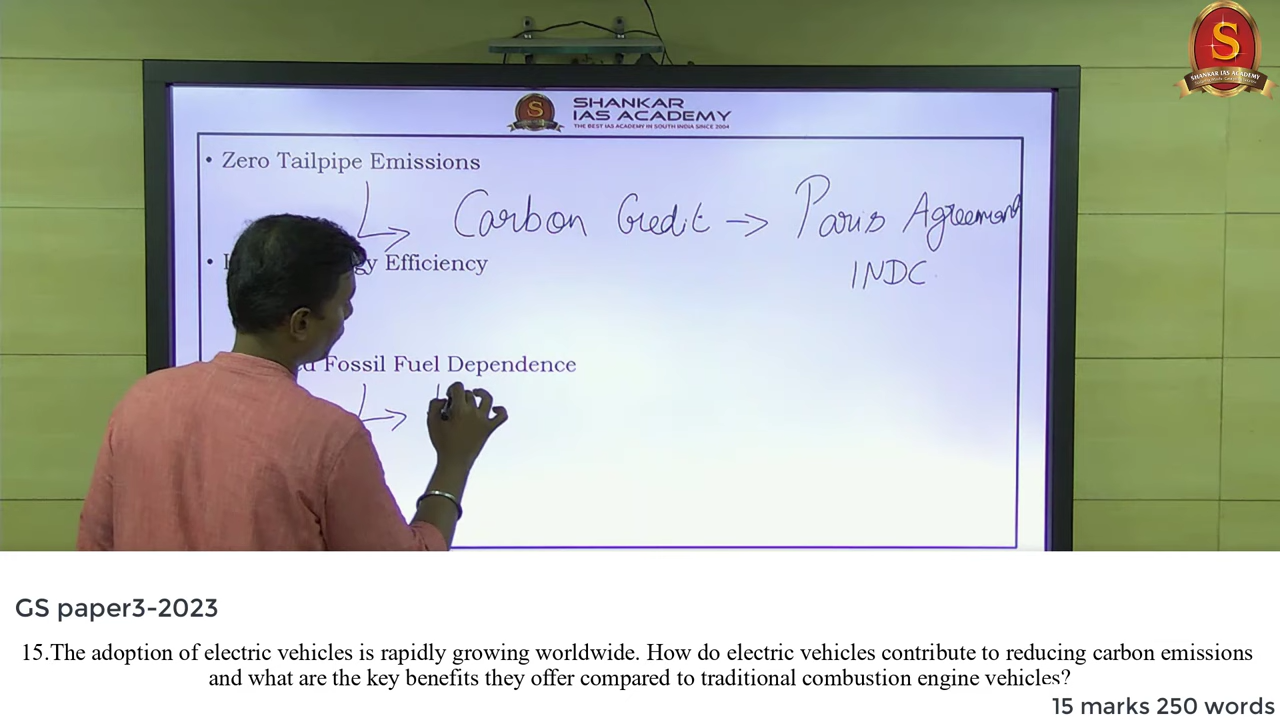 SHANKAR IAS ACADEMY
SHANKAR
IAS ACADEMY
THE BEST IAS ACADEMY IN SOUTH INDIA SINCE 2004
• Zero Tailpipe Emissions
Carbon Credit → Paris Agreement
INDC
• Efficiency
Fossil Fuel Dependence
GS paper3-2023
15.The adoption of electric vehicles is rapidly growing worldwide. How do electric vehicles contribute to reducing carbon emissions
and what are the key benefits they offer compared to traditional combustion engine vehicles?
15 marks 250 words